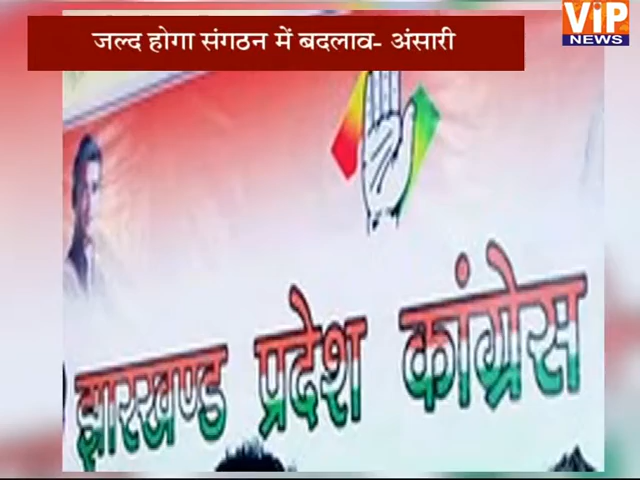 जल्द होगा संगठन में बदलाव- अंसारी
VIP
NEWS
झारखण्ड प्रदेश कांग्रेस